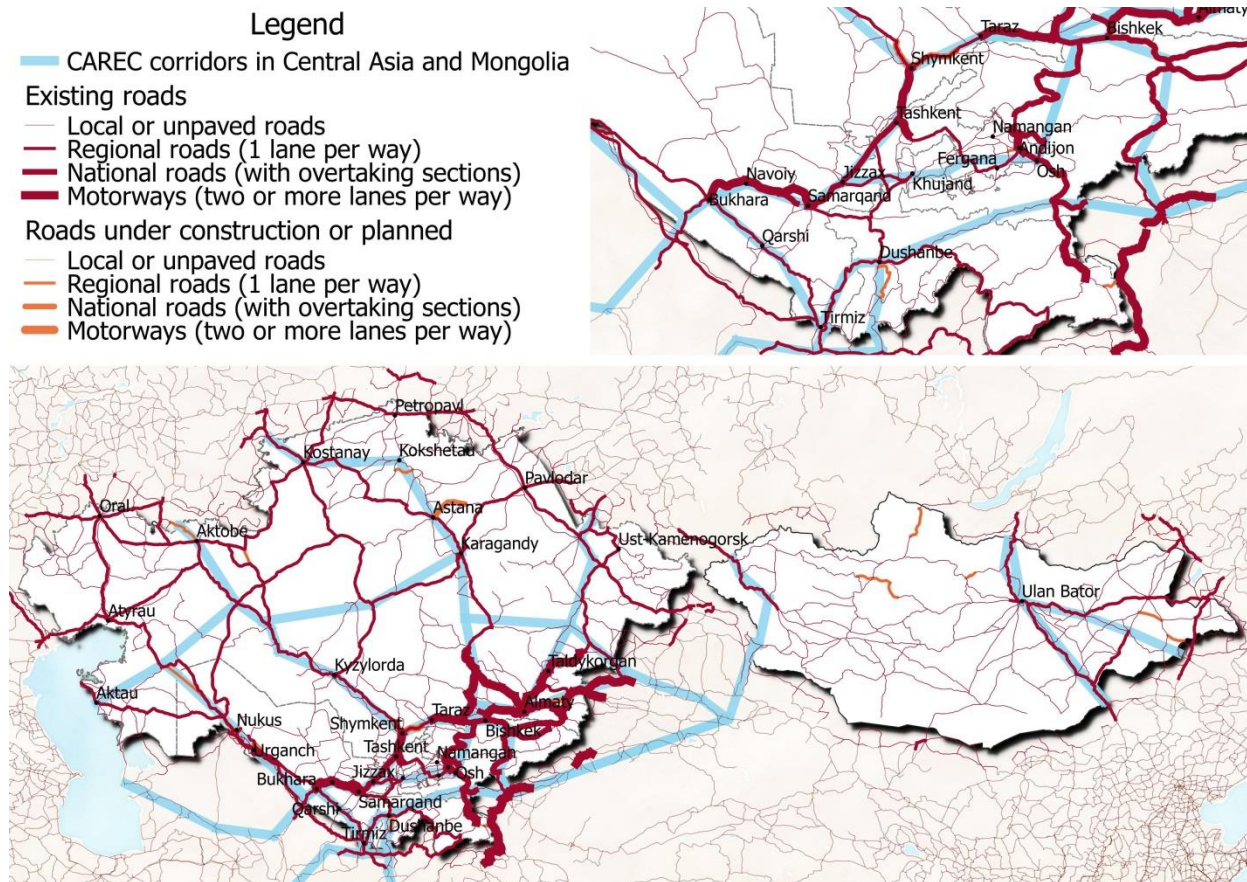 Legend
CAREC corridors in Central Asia and Mongolia
Existing roads
Local or unpaved roads
Regional roads (1 lane per way)
National roads (with overtaking sections)
Motorways (two or more lanes per way)
Roads under construction or planned
Local or unpaved roads
Regional roads (1 lane per way)
National roads (with overtaking sections)
Motorways (two or more lanes per way)
Almaty
Taraz
Bishkek
Shymkent
Tashkent
Namangan
Andijon
Fergana
Osh
Navoiy
Jizzax
Khujand
Bukhara
Samarqand
Qarshi
Dushanbe
Tirmiz
Petropavl
Kostanay
Kokshetau
Pavlodar
Oral
Astana
Aktobe
Karagandy
Ust-Kamenogorsk
Ulan Bator
Atyrau
Kyzylorda
Taldykorgan
Aktau
Almaty
Taraz
Nukus
Shymkent
Bishkek
Urganch
Tashkent
Namangan
Bukhara
Jizzax
Osh
Samarqand
Qarshi
Dushanbe
Tirmiz